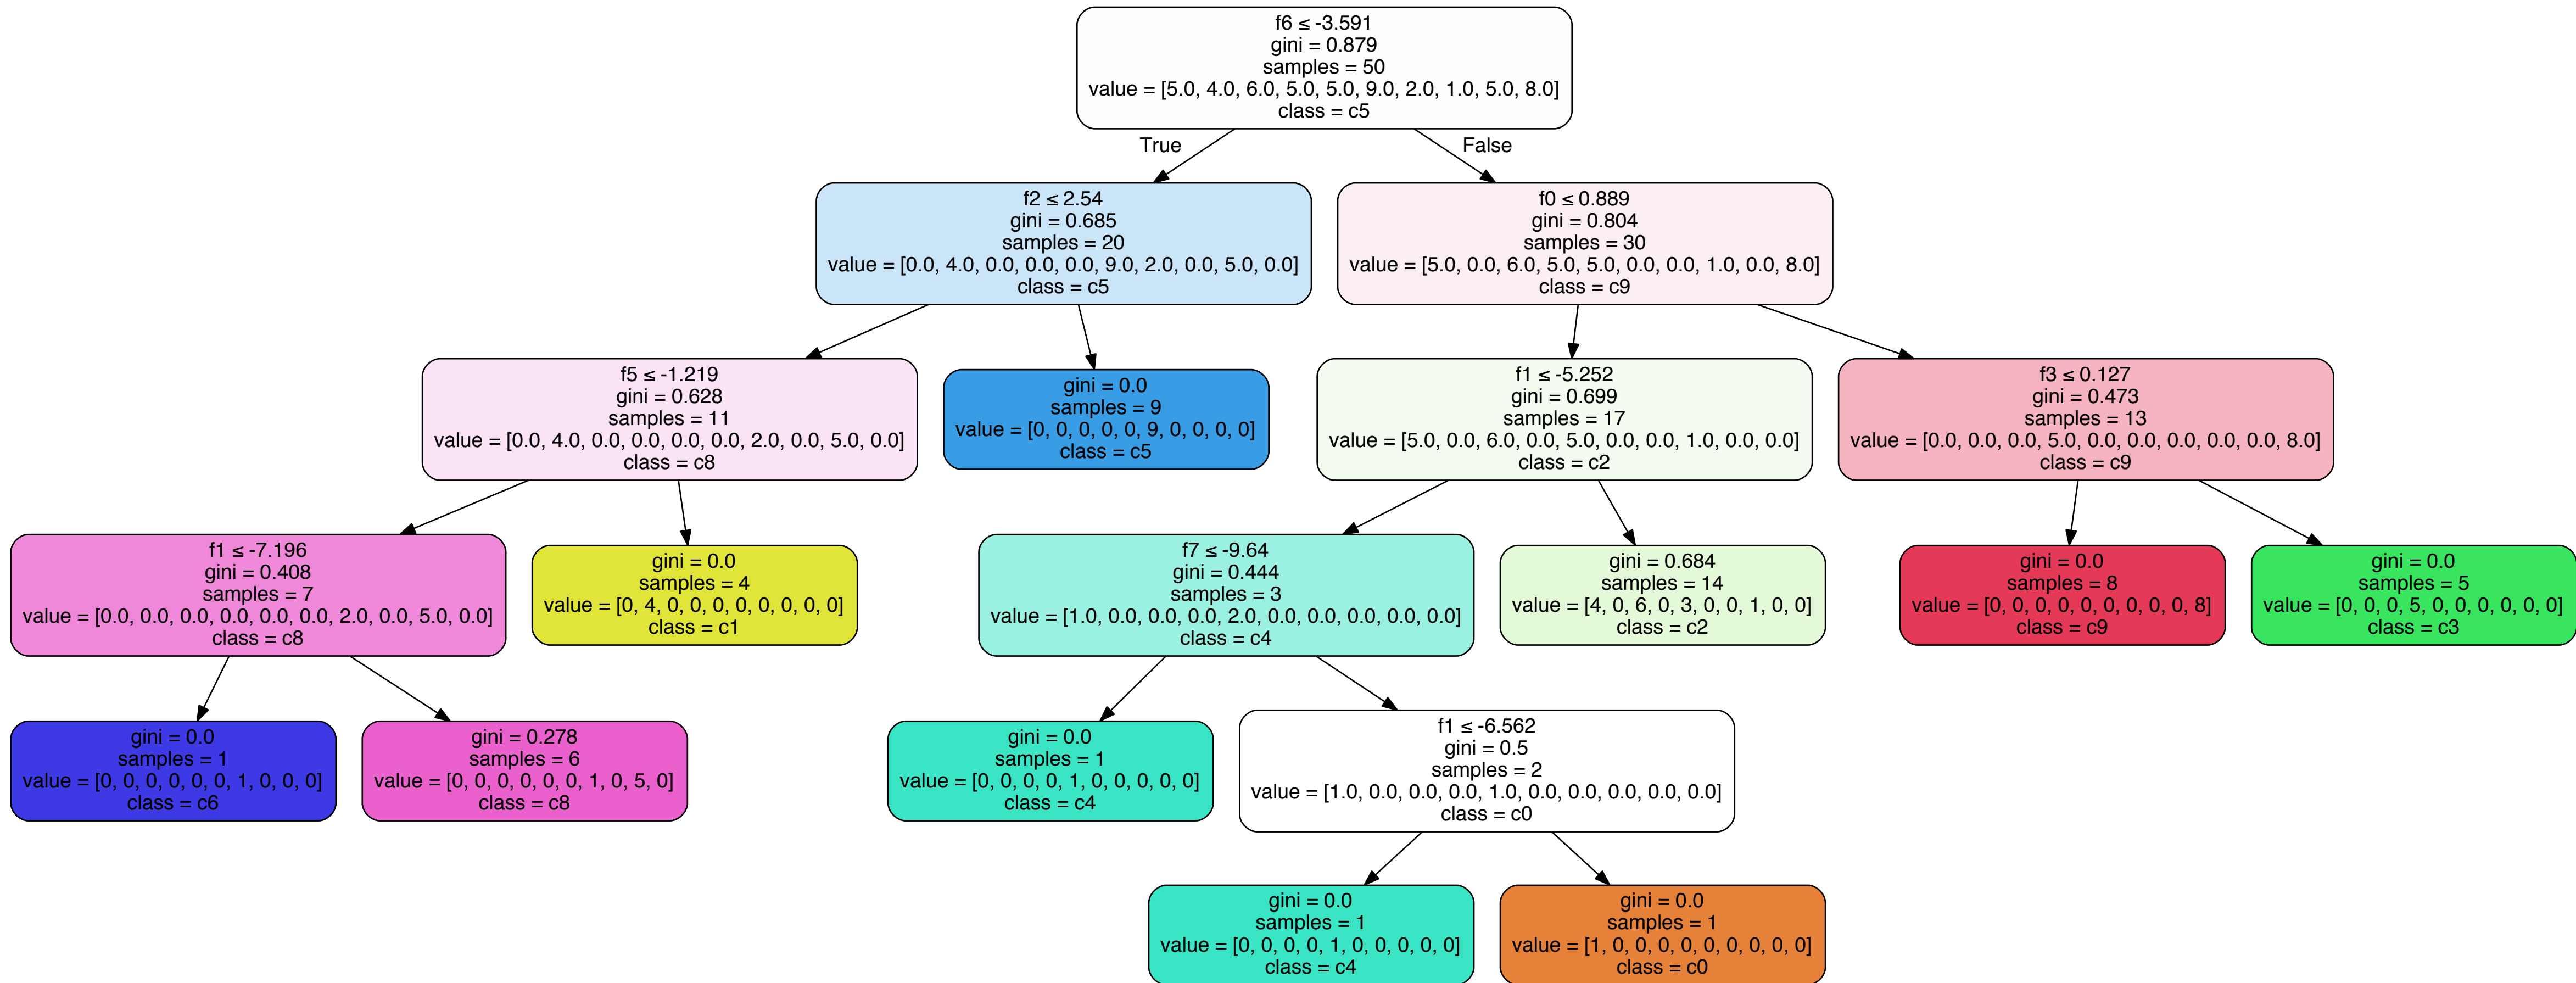 f6 ≤ -3.591
gini = 0.879
samples = 50
value = [5.0, 4.0, 6.0, 5.0, 5.0, 9.0, 2.0, 1.0, 5.0, 8.0]
class = c5
True
False
f2 ≤ 2.54
gini = 0.685
samples = 20
value = [0.0, 4.0, 0.0, 0.0, 0.0, 9.0, 2.0, 0.0, 5.0, 0.0]
class = c5
f0 ≤ 0.889
gini = 0.804
samples = 30
value = [5.0, 0.0, 6.0, 5.0, 5.0, 0.0, 0.0, 1.0, 0.0, 8.0]
class = c9
f5 ≤ -1.219
gini = 0.628
samples = 11
value = [0.0, 4.0, 0.0, 0.0, 0.0, 0.0, 2.0, 0.0, 5.0, 0.0]
class = c8
gini = 0.0
samples = 9
value = [0, 0, 0, 0, 0, 9, 0, 0, 0, 0]
class = c5
f1 ≤ -5.252
gini = 0.699
samples = 17
value = [5.0, 0.0, 6.0, 0.0, 5.0, 0.0, 0.0, 1.0, 0.0, 0.0]
class = c2
f3 ≤ 0.127
gini = 0.473
samples = 13
value = [0.0, 0.0, 0.0, 5.0, 0.0, 0.0, 0.0, 0.0, 0.0, 8.0]
class = c9
f1 ≤ -7.196
gini = 0.408
samples = 7
value = [0.0, 0.0, 0.0, 0.0, 0.0, 0.0, 2.0, 0.0, 5.0, 0.0]
class = c8
gini = 0.0
samples = 4
value = [0, 4, 0, 0, 0, 0, 0, 0, 0, 0]
class = c1
f7 ≤ -9.64
gini = 0.444
samples = 3
value = [1.0, 0.0, 0.0, 0.0, 2.0, 0.0, 0.0, 0.0, 0.0, 0.0]
class = c4
gini = 0.684
samples = 14
value = [4, 0, 6, 0, 3, 0, 0, 1, 0, 0]
class = c2
gini = 0.0
samples = 8
value = [0, 0, 0, 0, 0, 0, 0, 0, 0, 8]
class = c9
gini = 0.0
samples = 5
value = [0, 0, 0, 5, 0, 0, 0, 0, 0, 0]
class = c3
gini = 0.0
samples = 1
value = [0, 0, 0, 0, 0, 0, 1, 0, 0, 0]
class = c6
gini = 0.278
samples = 6
value = [0, 0, 0, 0, 0, 0, 1, 0, 5, 0]
class = c8
gini = 0.0
samples = 1
value = [0, 0, 0, 0, 1, 0, 0, 0, 0, 0]
class = c4
f1 ≤ -6.562
gini = 0.5
samples = 2
value = [1.0, 0.0, 0.0, 0.0, 1.0, 0.0, 0.0, 0.0, 0.0, 0.0]
class = c0
gini = 0.0
samples = 1
value = [0, 0, 0, 0, 1, 0, 0, 0, 0, 0]
class = c4
gini = 0.0
samples = 1
value = [1, 0, 0, 0, 0, 0, 0, 0, 0, 0]
class = c0